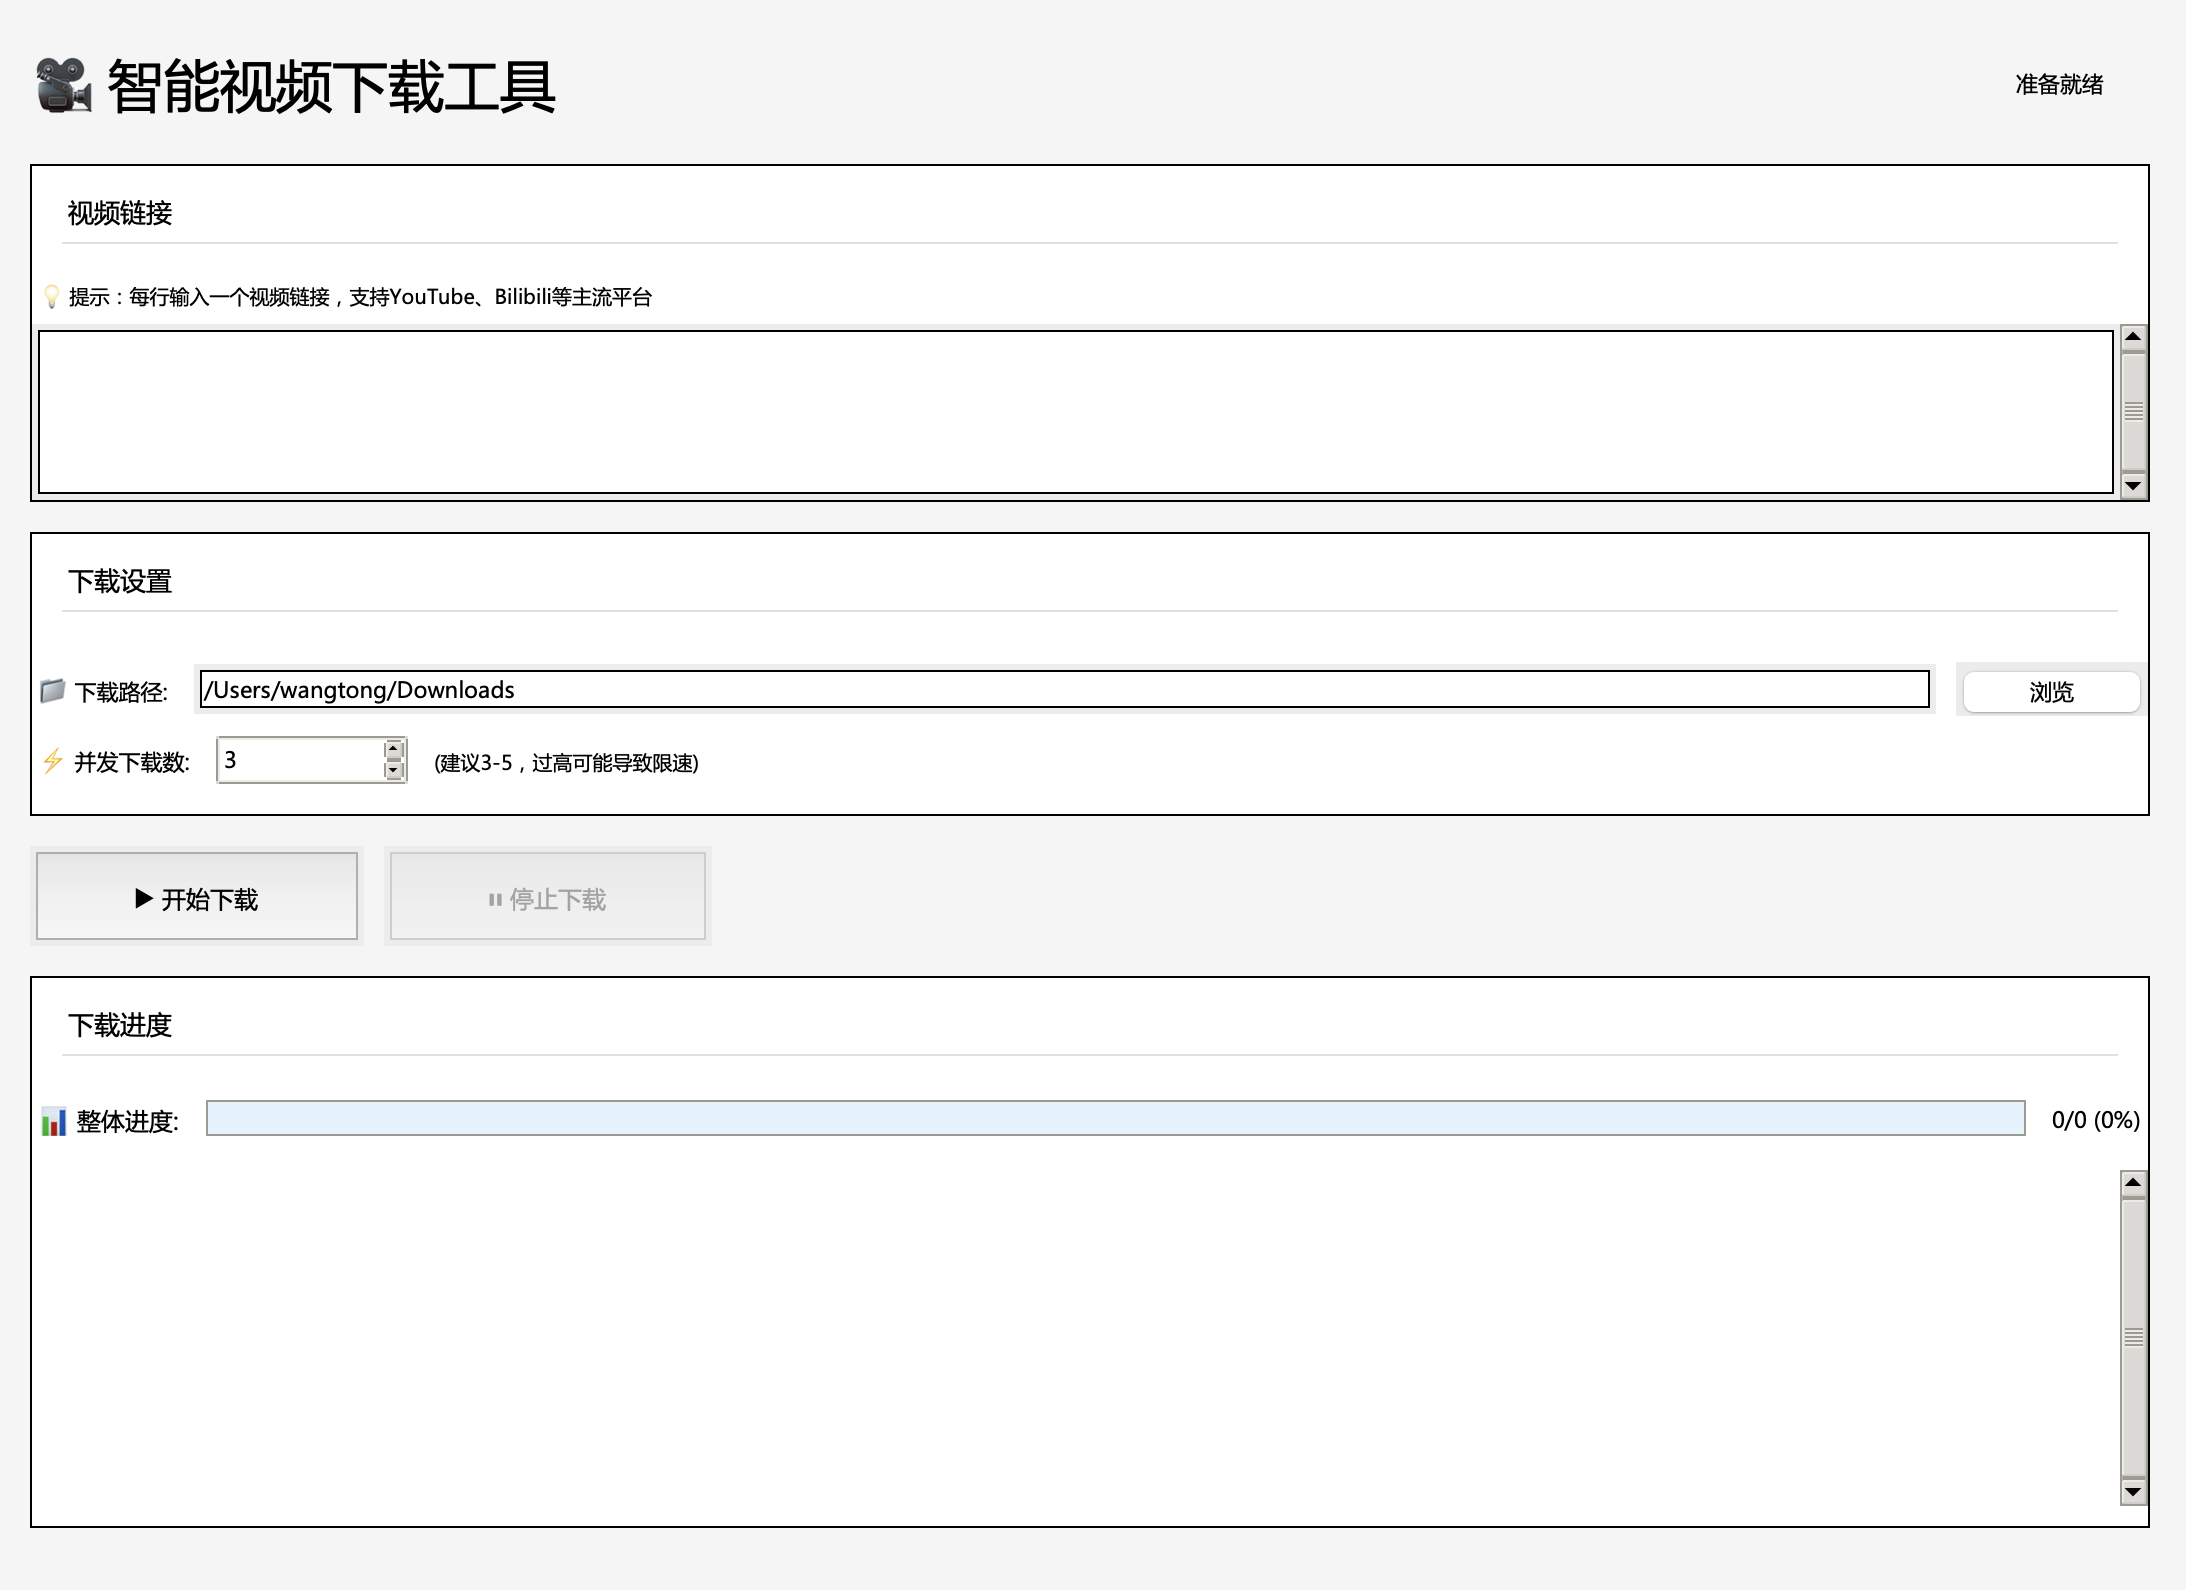 智能视频下载工具
准备就绪
视频链接
提示：每行输入一个视频链接，支持YouTube、Bilibili等主流平台
下载设置
下载路径: /Users/wangtong/Downloads 浏览
并发下载数: 3 (建议3-5，过高可能导致限速)
▶ 开始下载 ⏸ 停止下载
下载进度
整体进度: 0/0 (0%)